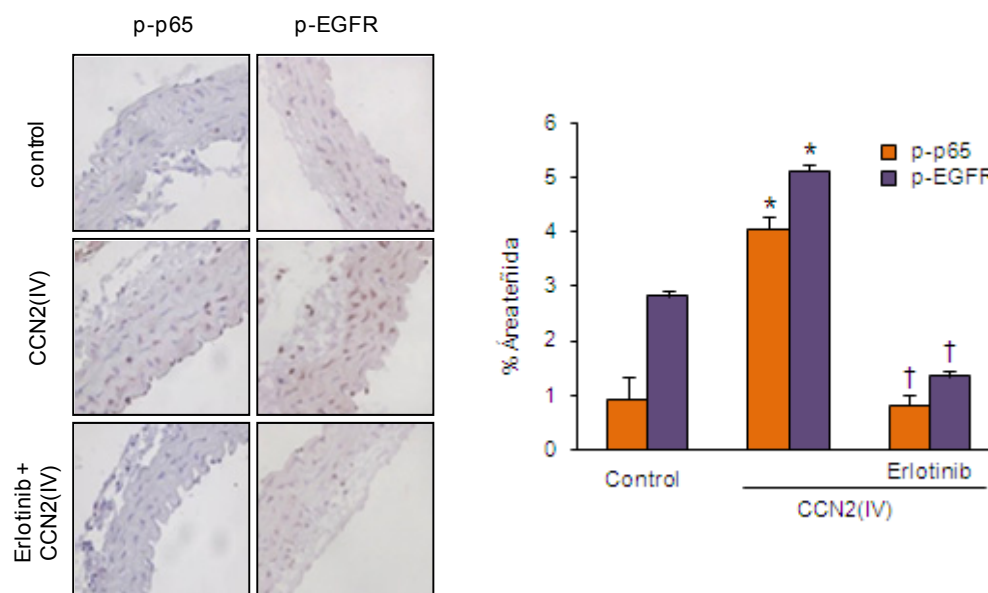 p-p65
p-EGFR
control
CCN2(IV)
Erlotinib +
CCN2(IV)
% Áreateñida
6
5
4
3
2
1
0
*
*
†
†
p-p65
p-EGFR
Control
Erlotinib
CCN2(IV)